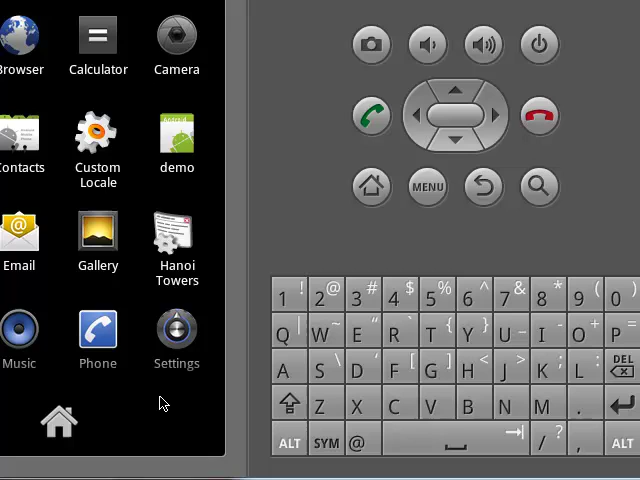 Browser
Calculator
Camera
Contacts
Custom
Locale
demo
Email
Gallery
Hanoi
Towers
Music
Phone
Settings
MENU
1 ! 2 @ 3 # 4 $ 5 % 6 ^ 7 & 8 * 9 ( 0 )
Q | W ~ E “ R ` T { Y } U _ I - O + P =
A S \ D ‘ F [ G ] H < J > K ; L : DEL
Z X C V B N M .
ALT SYM @ / ? , ALT